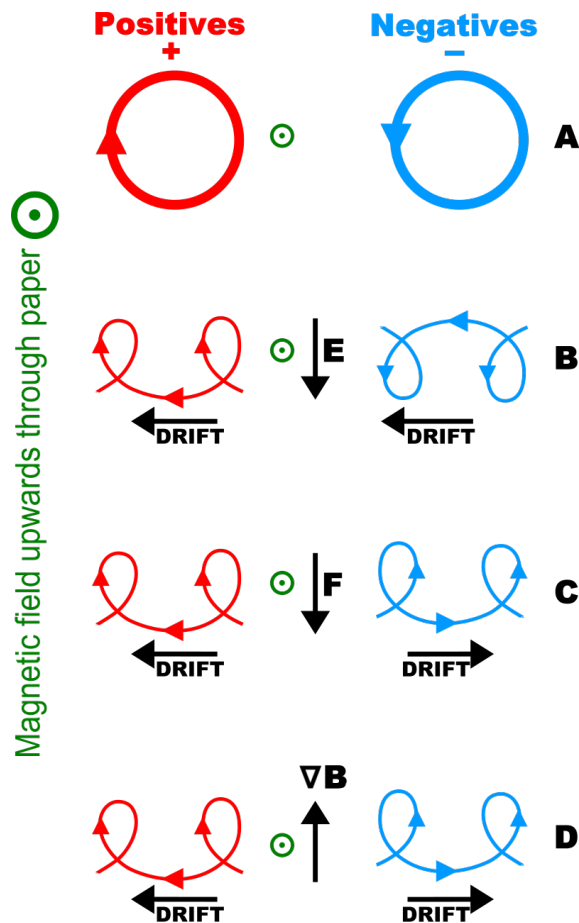 Positives
+
Negatives
–
A
Magnetic field upwards through paper
E
B
DRIFT
DRIFT
F
C
DRIFT
DRIFT
∇B
D
DRIFT
DRIFT